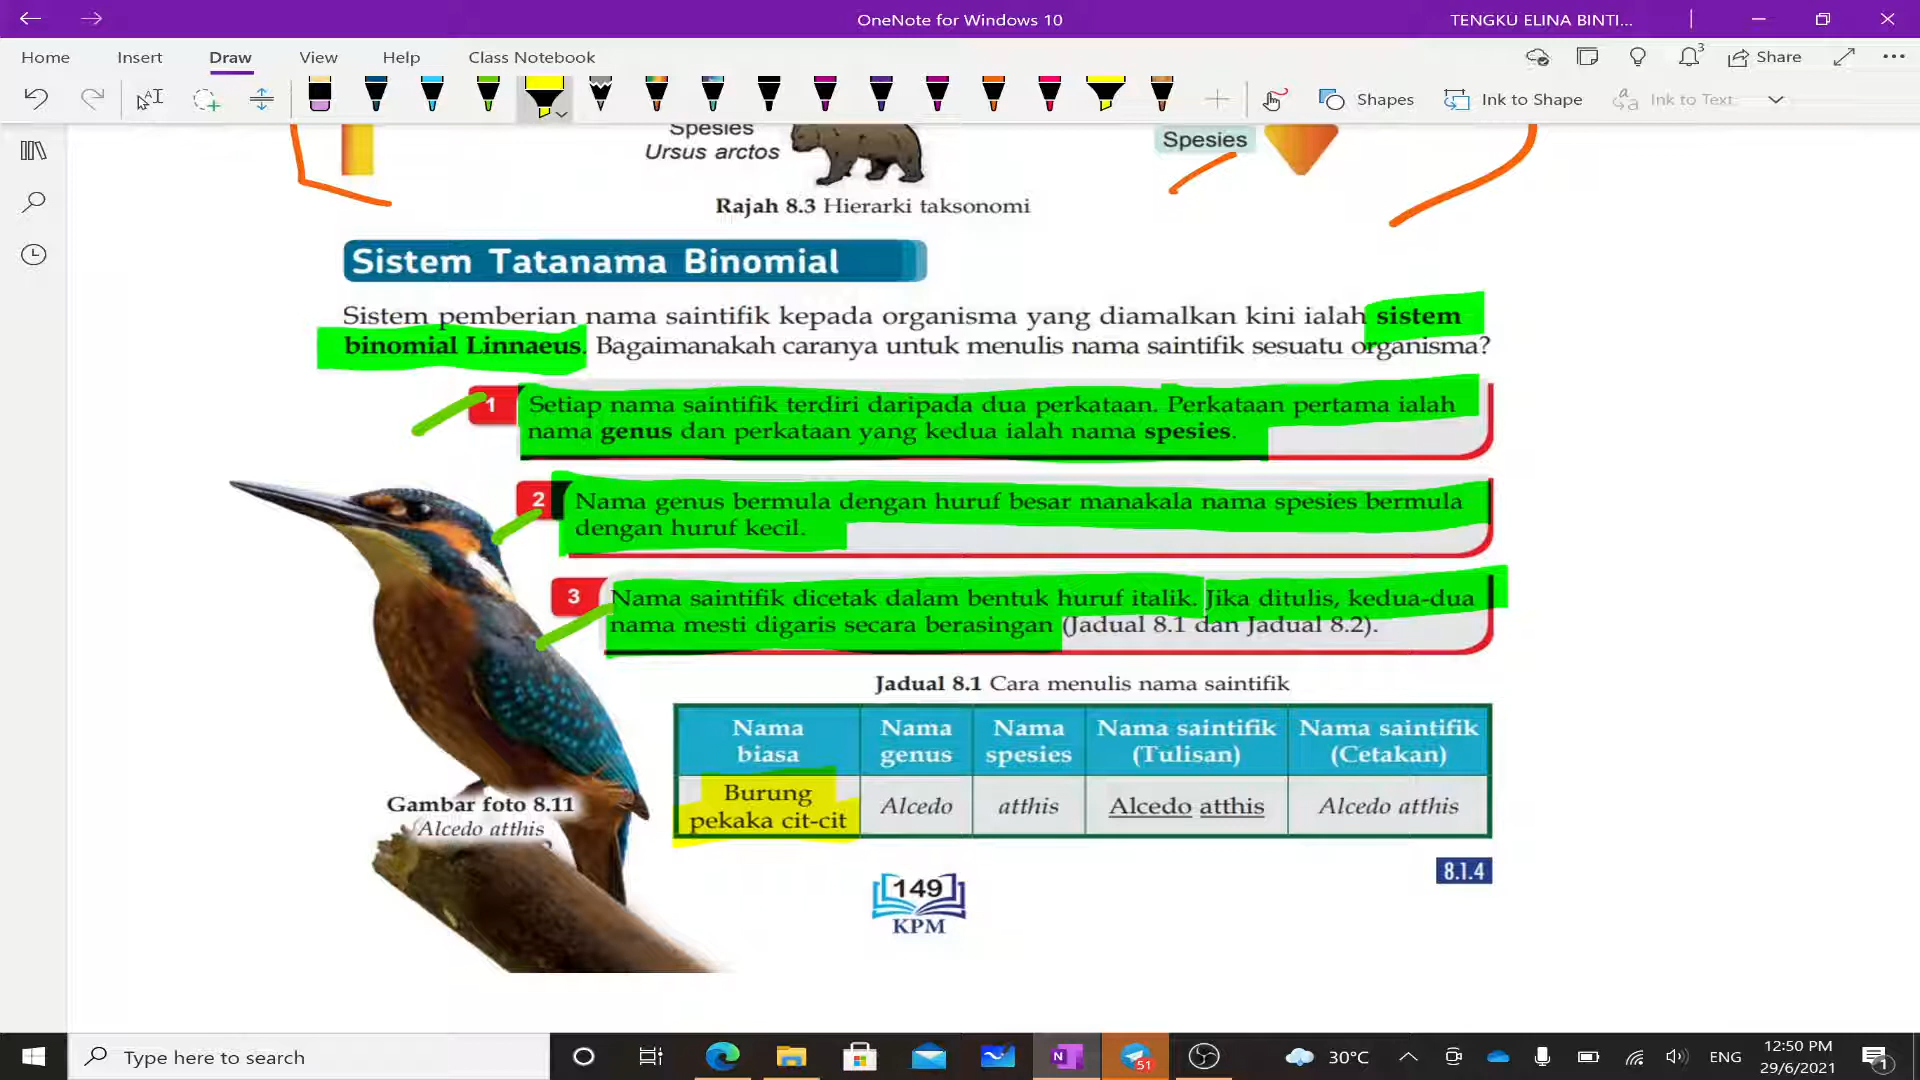 OneNote for Windows 10
TENGKU ELINA BINTI...
Home Insert Draw View Help Class Notebook
3
Share
Shapes
Ink to Shape
Ink to Text
Spesies
Ursus arctos
Spesies
Rajah 8.3 Hierarki taksonomi
Sistem Tatanama Binomial
Sistem pemberian nama saintifik kepada organisma yang diamalkan kini ialah sistem
binomial Linnaeus. Bagaimanakah caranya untuk menulis nama saintifik sesuatu organisma?
1 Setiap nama saintifik terdiri daripada dua perkataan. Perkataan pertama ialah
nama genus dan perkataan yang kedua ialah nama spesies.
2 Nama genus bermula dengan huruf besar manakala nama spesies bermula
dengan huruf kecil.
3 Nama saintifik dicetak dalam bentuk huruf italik. Jika ditulis, kedua-dua
nama mesti digaris secara berasingan (Jadual 8.1 dan Jadual 8.2).
Jadual 8.1 Cara menulis nama saintifik
Nama biasa
Nama genus
Nama spesies
Nama saintifik (Tulisan)
Nama saintifik (Cetakan)
Burung pekaka cit-cit
Alcedo
atthis
Alcedo atthis
Alcedo atthis
Gambar foto 8.11
Alcedo atthis
8.1.4
149
KPM
Type here to search
N
51
30°C
ENG
12:50 PM
29/6/2021
1